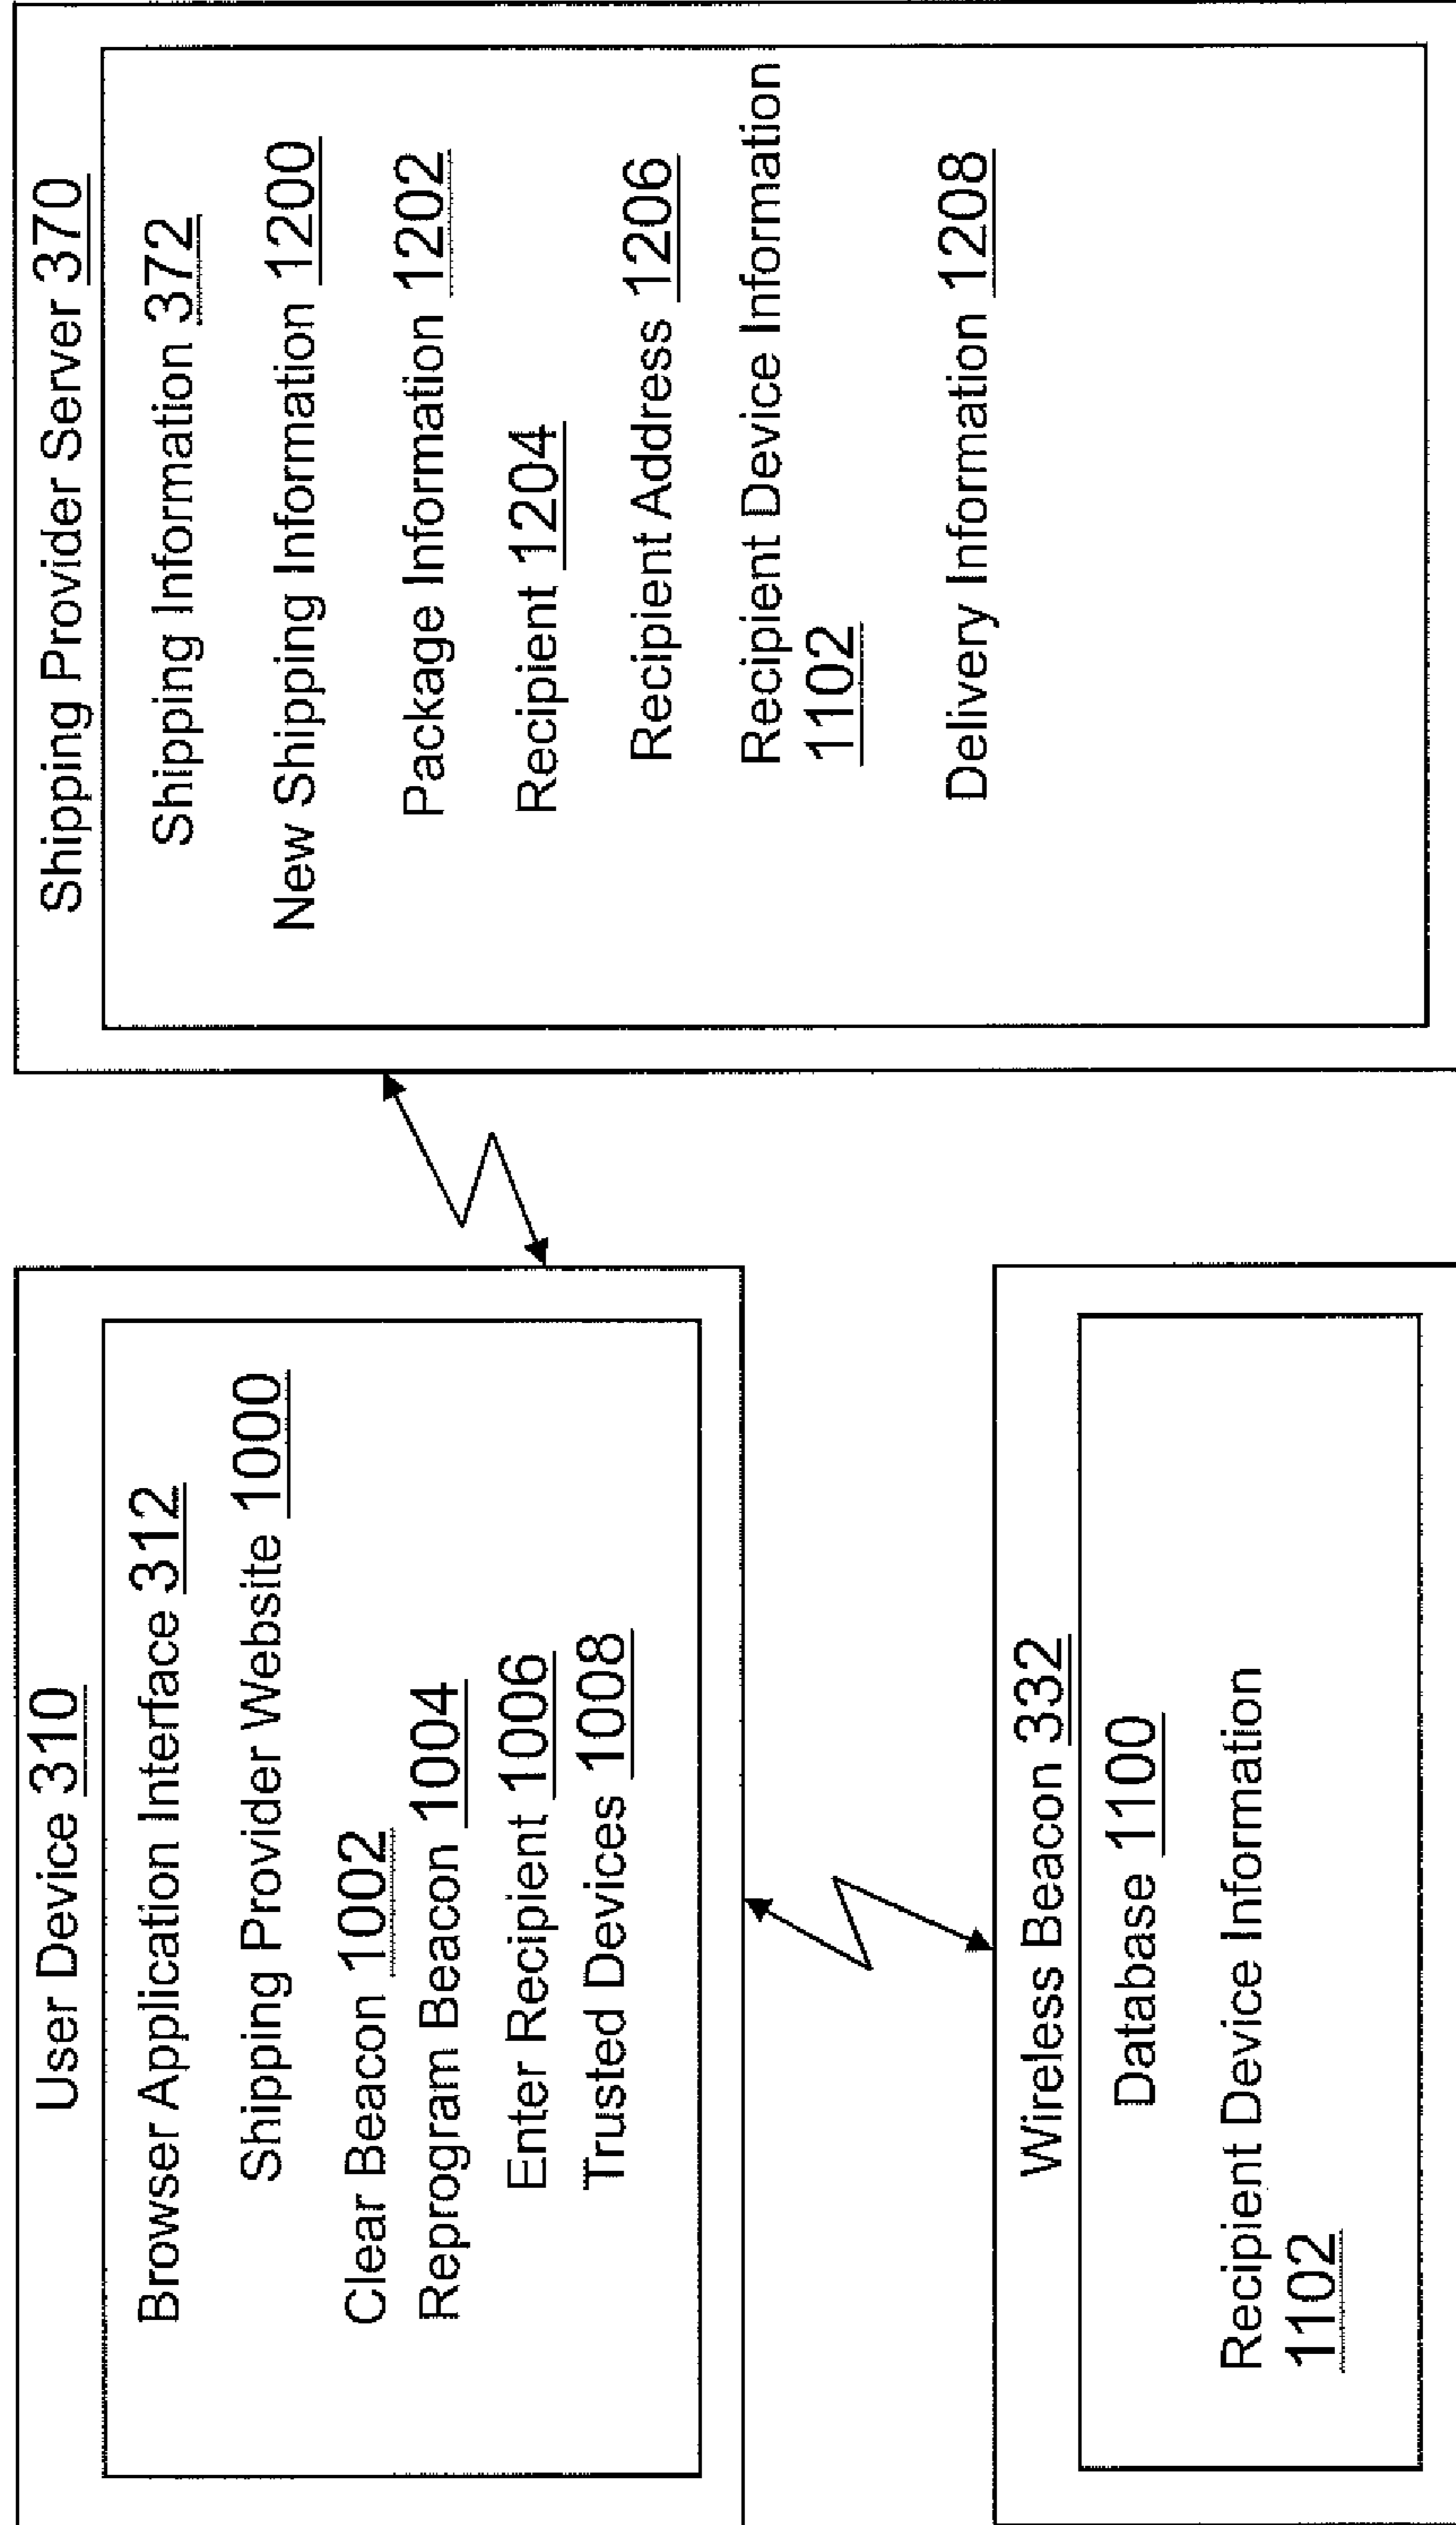 User Device 310
Browser Application Interface 312
Shipping Provider Website 1000
Clear Beacon 1002
Reprogram Beacon 1004
Enter Recipient 1006
Trusted Devices 1008
Wireless Beacon 332
Database 1100
Recipient Device Information
1102
Shipping Provider Server 370
Shipping Information 372
New Shipping Information 1200
Package Information 1202
Recipient 1204
Recipient Address 1206
Recipient Device Information
1102
Delivery Information 1208